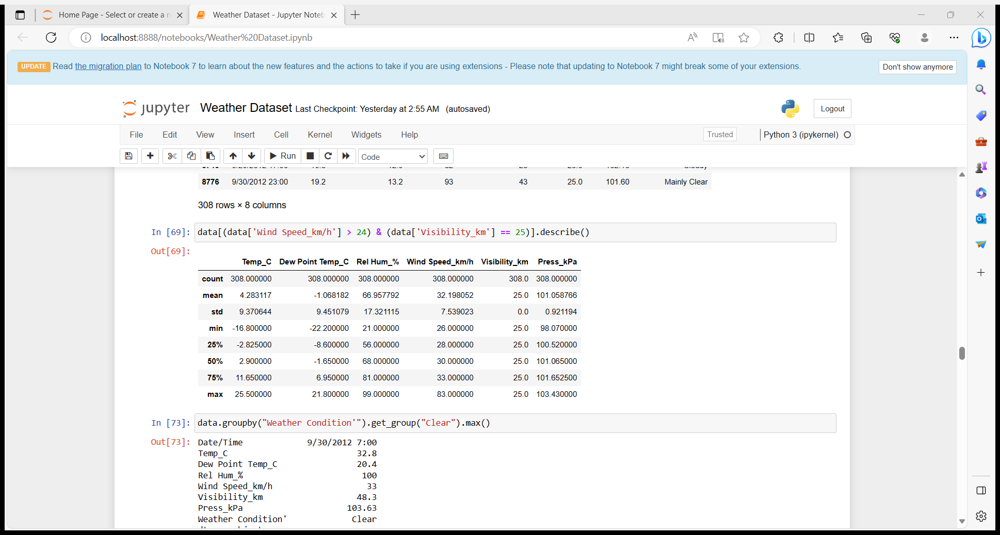 Home Page - Select or create a n
Weather Dataset - Jupyter Noteb
localhost:8888/notebooks/Weather%20Dataset.ipynb
UPDATE Read the migration plan to Notebook 7 to learn about the new features and the actions to take if you are using extensions - Please note that updating to Notebook 7 might break some of your extensions. Don't show anymore
jupyter Weather Dataset Last Checkpoint: Yesterday at 2:55 AM (autosaved) Logout
File Edit View Insert Cell Kernel Widgets Help Trusted Python 3 (ipykernel)
Run Code
8776 9/30/2012 23:00 19.2 13.2 93 43 25.0 101.60 Mainly Clear
308 rows × 8 columns
In [69]: data[(data['Wind Speed_km/h'] > 24) & (data['Visibility_km'] == 25)].describe()
Out[69]:
Temp_C Dew Point Temp_C Rel Hum_% Wind Speed_km/h Visibility_km Press_kPa
count 308.000000 308.000000 308.000000 308.000000 308.0 308.000000
mean 4.283117 -1.068182 66.957792 32.198052 25.0 101.058766
std 9.370644 9.451079 17.321115 7.539023 0.0 0.921194
min -16.800000 -22.200000 21.000000 26.000000 25.0 98.070000
25% -2.825000 -8.600000 56.000000 28.000000 25.0 100.520000
50% 2.900000 -1.650000 68.000000 30.000000 25.0 101.065000
75% 11.650000 6.950000 81.000000 33.000000 25.0 101.652500
max 25.500000 21.800000 99.000000 83.000000 25.0 103.430000
In [73]: data.groupby("Weather Condition'").get_group("Clear").max()
Out[73]: Date/Time 9/30/2012 7:00
Temp_C 32.8
Dew Point Temp_C 20.4
Rel Hum_% 100
Wind Speed_km/h 33
Visibility_km 48.3
Press_kPa 103.63
Weather Condition' Clear